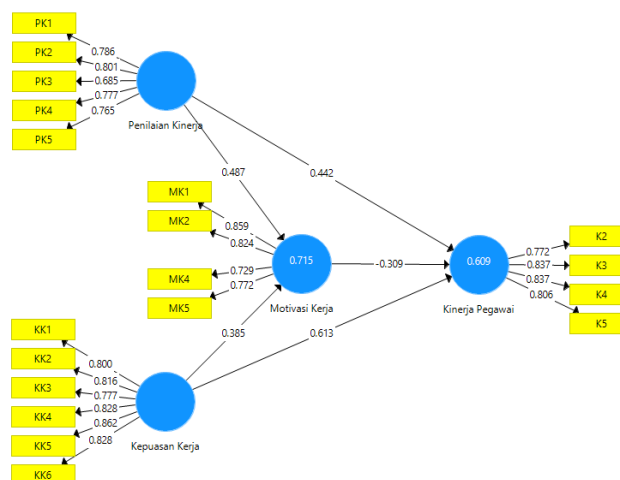 PK1
0.786
PK2
0.801
PK3
0.685
PK4
0.777
PK5
0.765
Penilaian Kinerja
0.487
0.442
MK1
0.859
MK2
0.824
MK4
0.729
MK5
0.772
0.715
Motivasi Kerja
-0.309
0.609
Kinerja Pegawai
K2
0.772
K3
0.837
K4
0.837
K5
0.806
0.385
0.613
KK1
0.800
KK2
0.816
KK3
0.777
KK4
0.828
KK5
0.862
KK6
0.828
Kepuasan Kerja